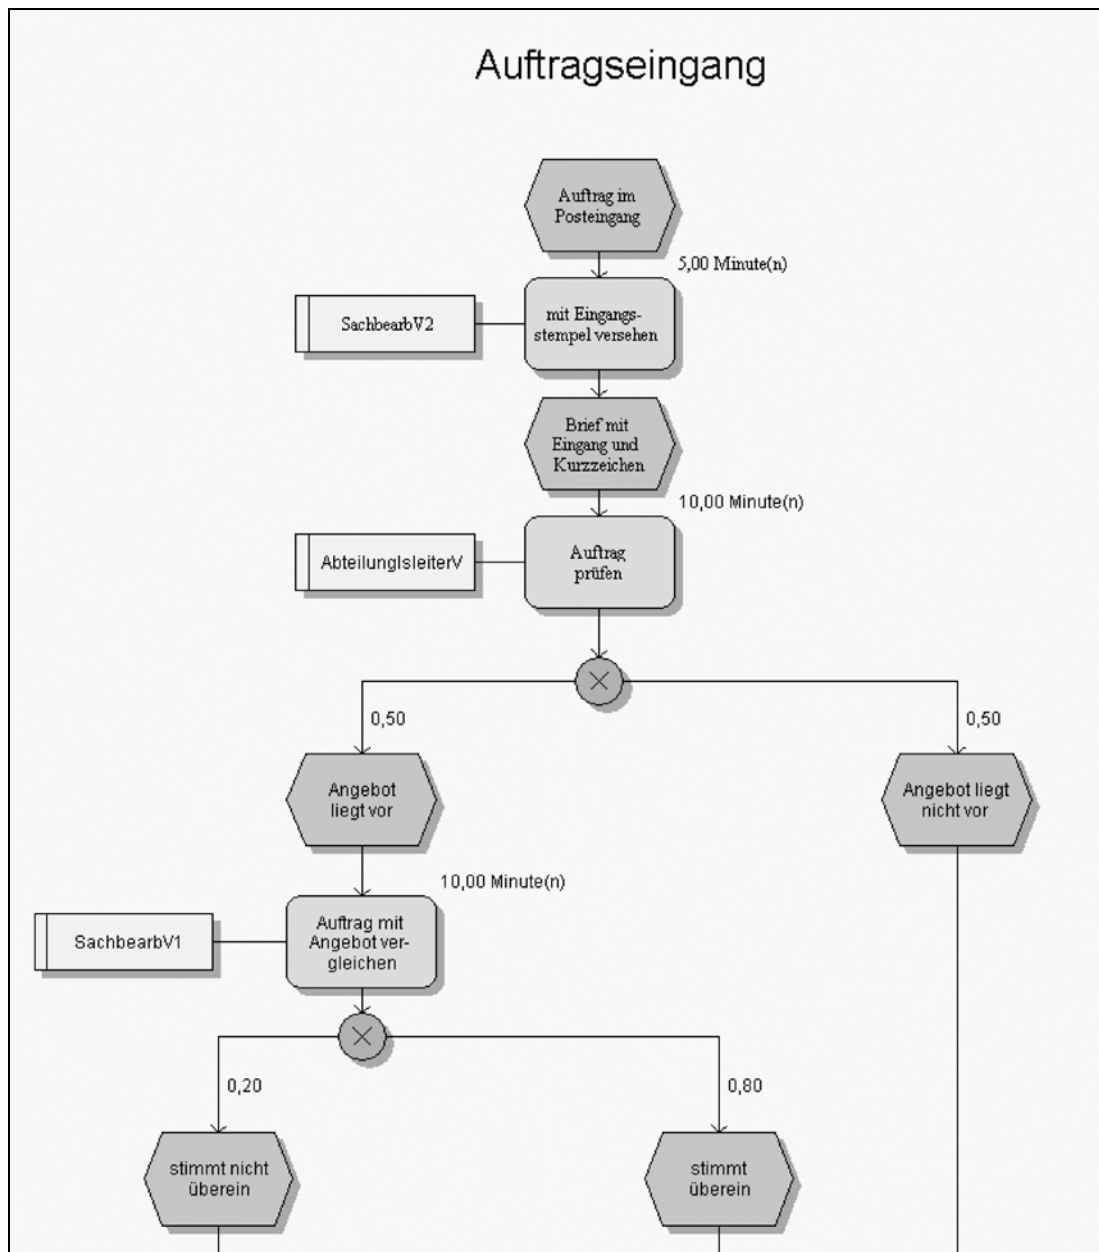 Auftragseingang
Auftrag im
Posteingang
5,00 Minute(n)
SachbearbV2
mit Eingangs-
stempel versehen
Brief mit
Eingang und
Kurzzeichen
10,00 Minute(n)
AbteilunglsleiterV
Auftrag
prüfen
0,50
0,50
Angebot
liegt vor
Angebot liegt
nicht vor
10,00 Minute(n)
SachbearbV1
Auftrag mit
Angebot ver-
gleichen
0,20
0,80
stimmt nicht
überein
stimmt
überein